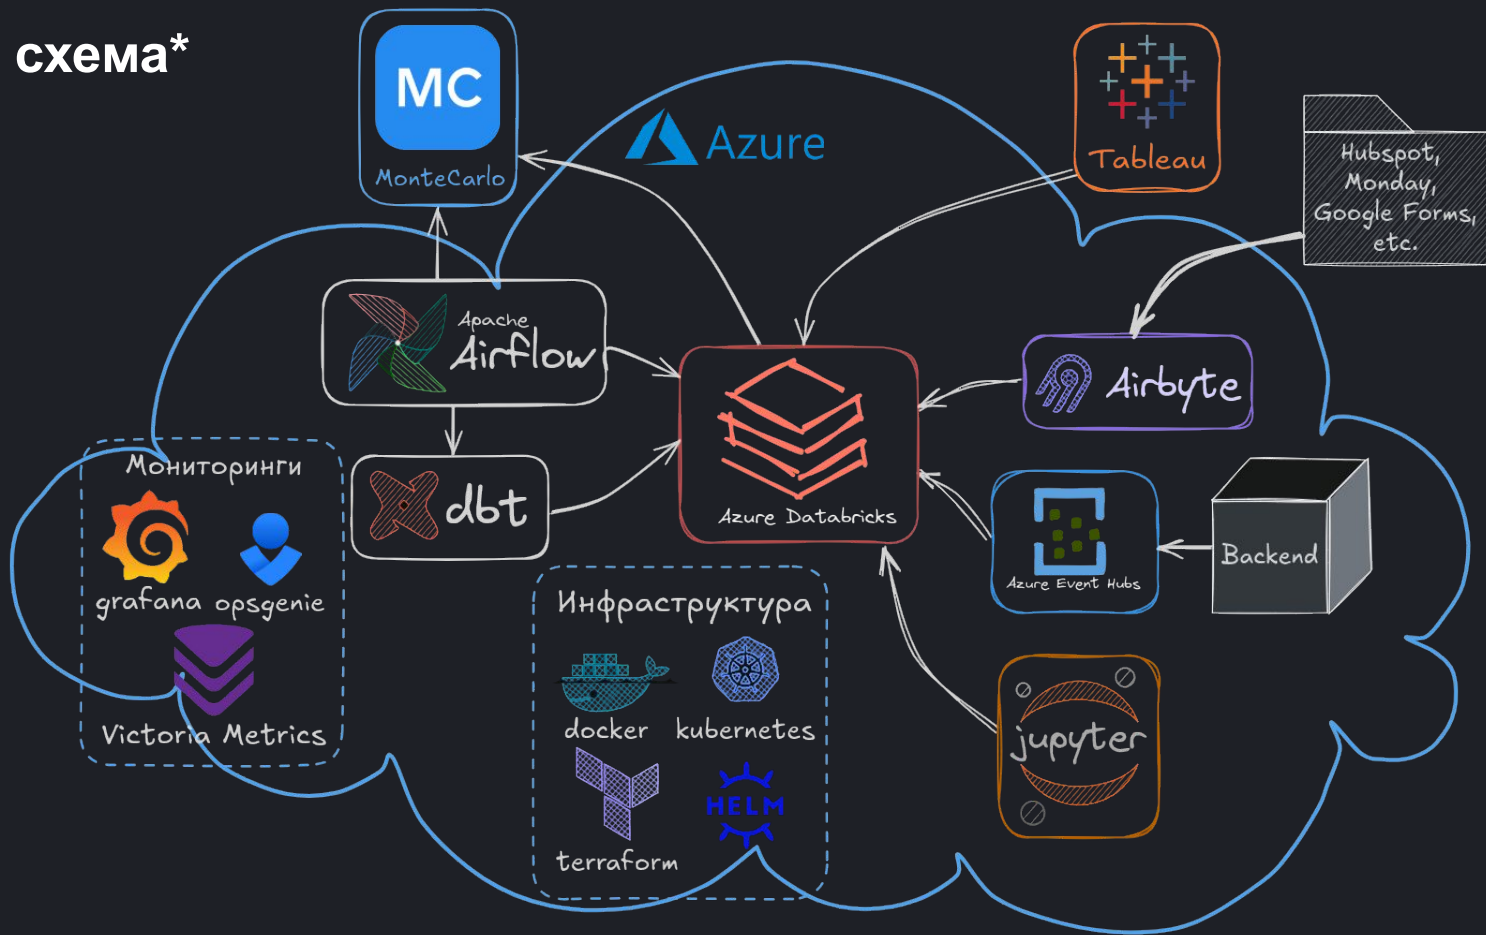 схема*
MC
MonteCarlo
Azure
Tableau
Hubspot,
Monday,
Google Forms,
etc.
Apache
Airflow
Airbyte
dbt
Azure Databricks
Azure Event Hubs
Backend
Мониторинги
grafana
opsgenie
Victoria Metrics
Инфраструктура
docker
kubernetes
terraform
HELM
jupyter